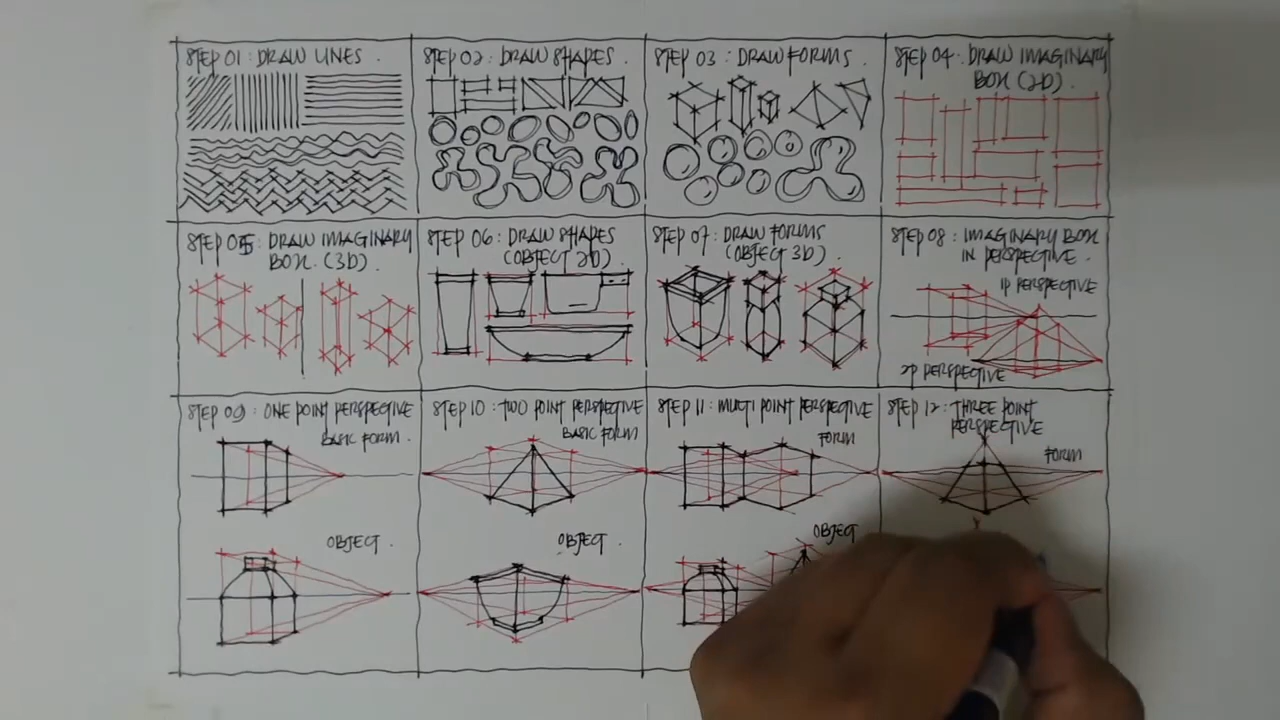 STEP 01 : DRAW LINES .
STEP 02 : DRAW SHAPES .
STEP 03 : DRAW FORMS .
STEP 04 . DRAW IMAGINARY
BOX (2D) .
STEP 05 : DRAW IMAGINARY
BOX . (3D) .
STEP 06 : DRAW SHAPES
(OBJECT 2D) .
STEP 07 : DRAW FORMS
(OBJECT 3D) .
STEP 08 : IMAGINARY BOX
IN PERSPECTIVE .
1P PERSPECTIVE
2P PERSPECTIVE
STEP 09 : ONE POINT PERSPECTIVE
BASIC FORM .
OBJECT .
STEP 10 : TWO POINT PERSPECTIVE
BASIC FORM
OBJECT .
STEP 11 : MULTI POINT PERSPECTIVE
FORM
OBJECT
STEP 12 : THREE POINT
PERSPECTIVE
FORM